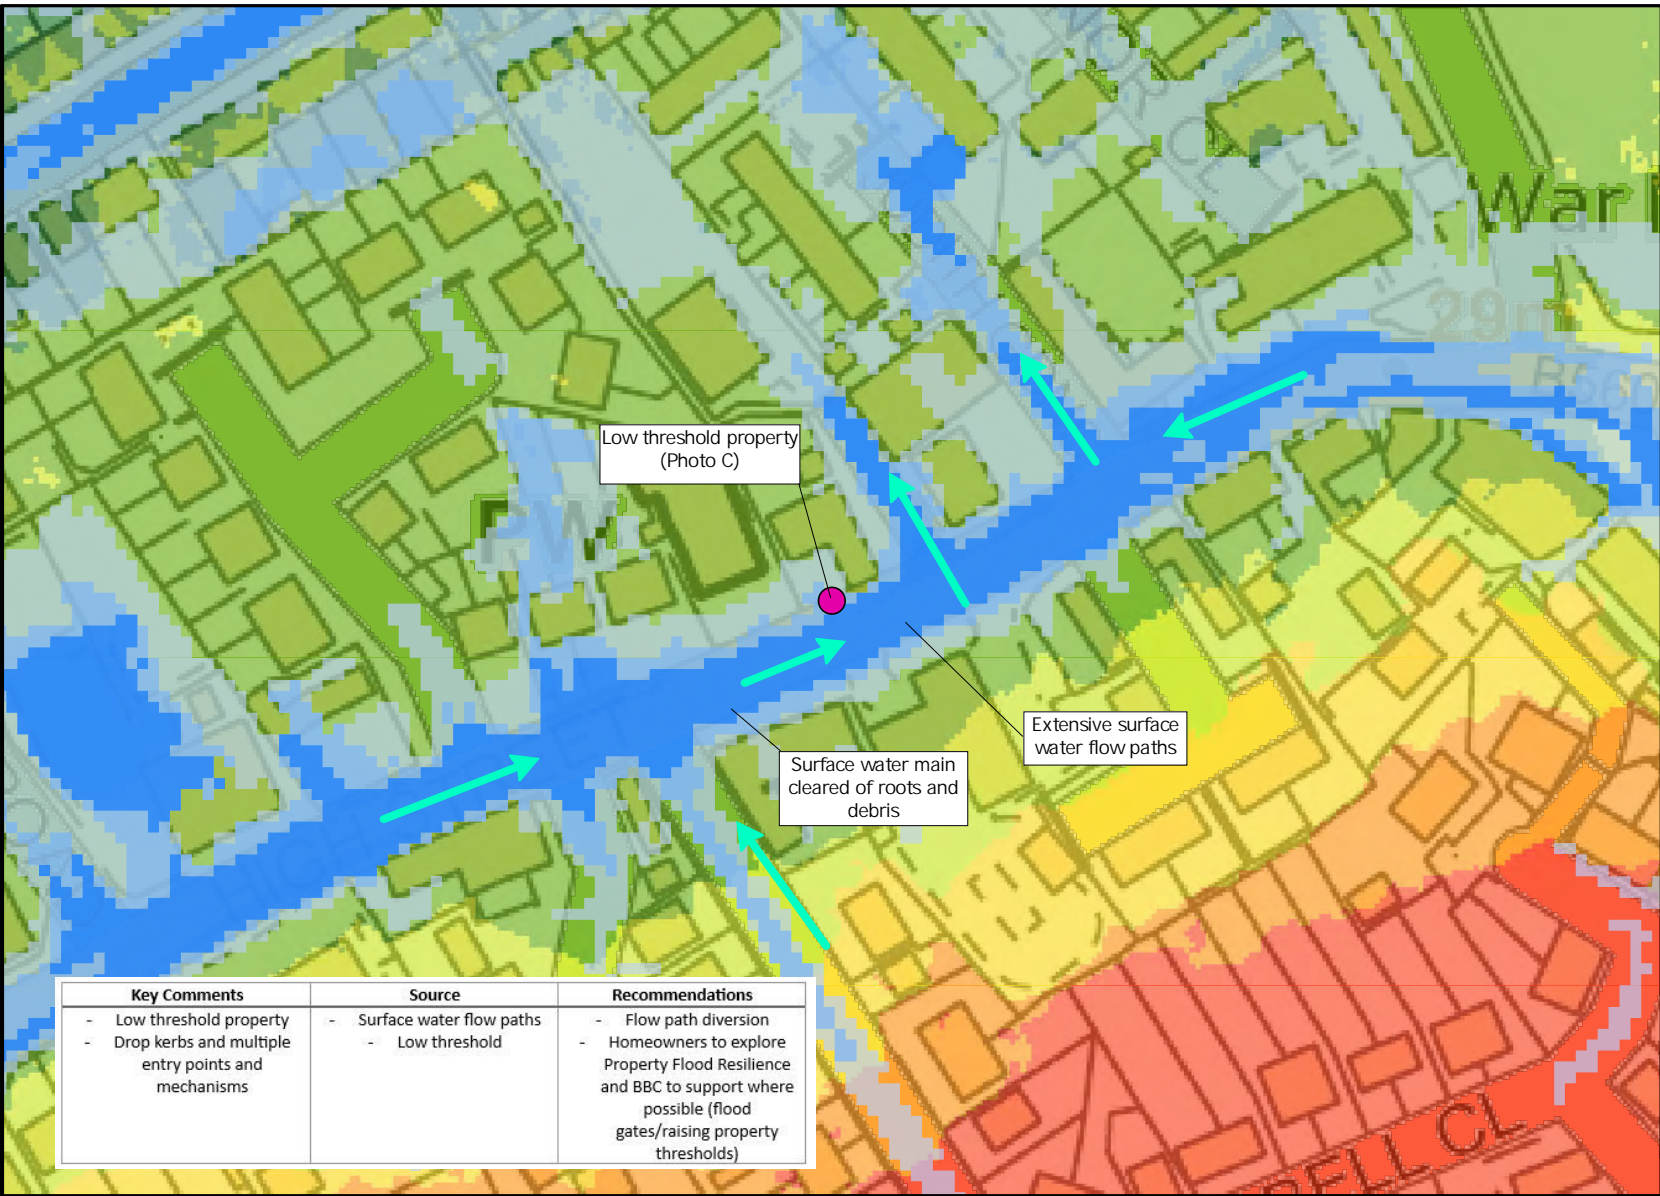 War
29m
Low threshold property
(Photo C)
PW
Extensive surface
water flow paths
Surface water main
cleared of roots and
debris
HIGH
Key Comments
- Low threshold property
- Drop kerbs and multiple
entry points and
mechanisms
Source
- Surface water flow paths
- Low threshold
Recommendations
- Flow path diversion
- Homeowners to explore
Property Flood Resilience
and BBC to support where
possible (flood
gates/raising property
thresholds)
ELL CL